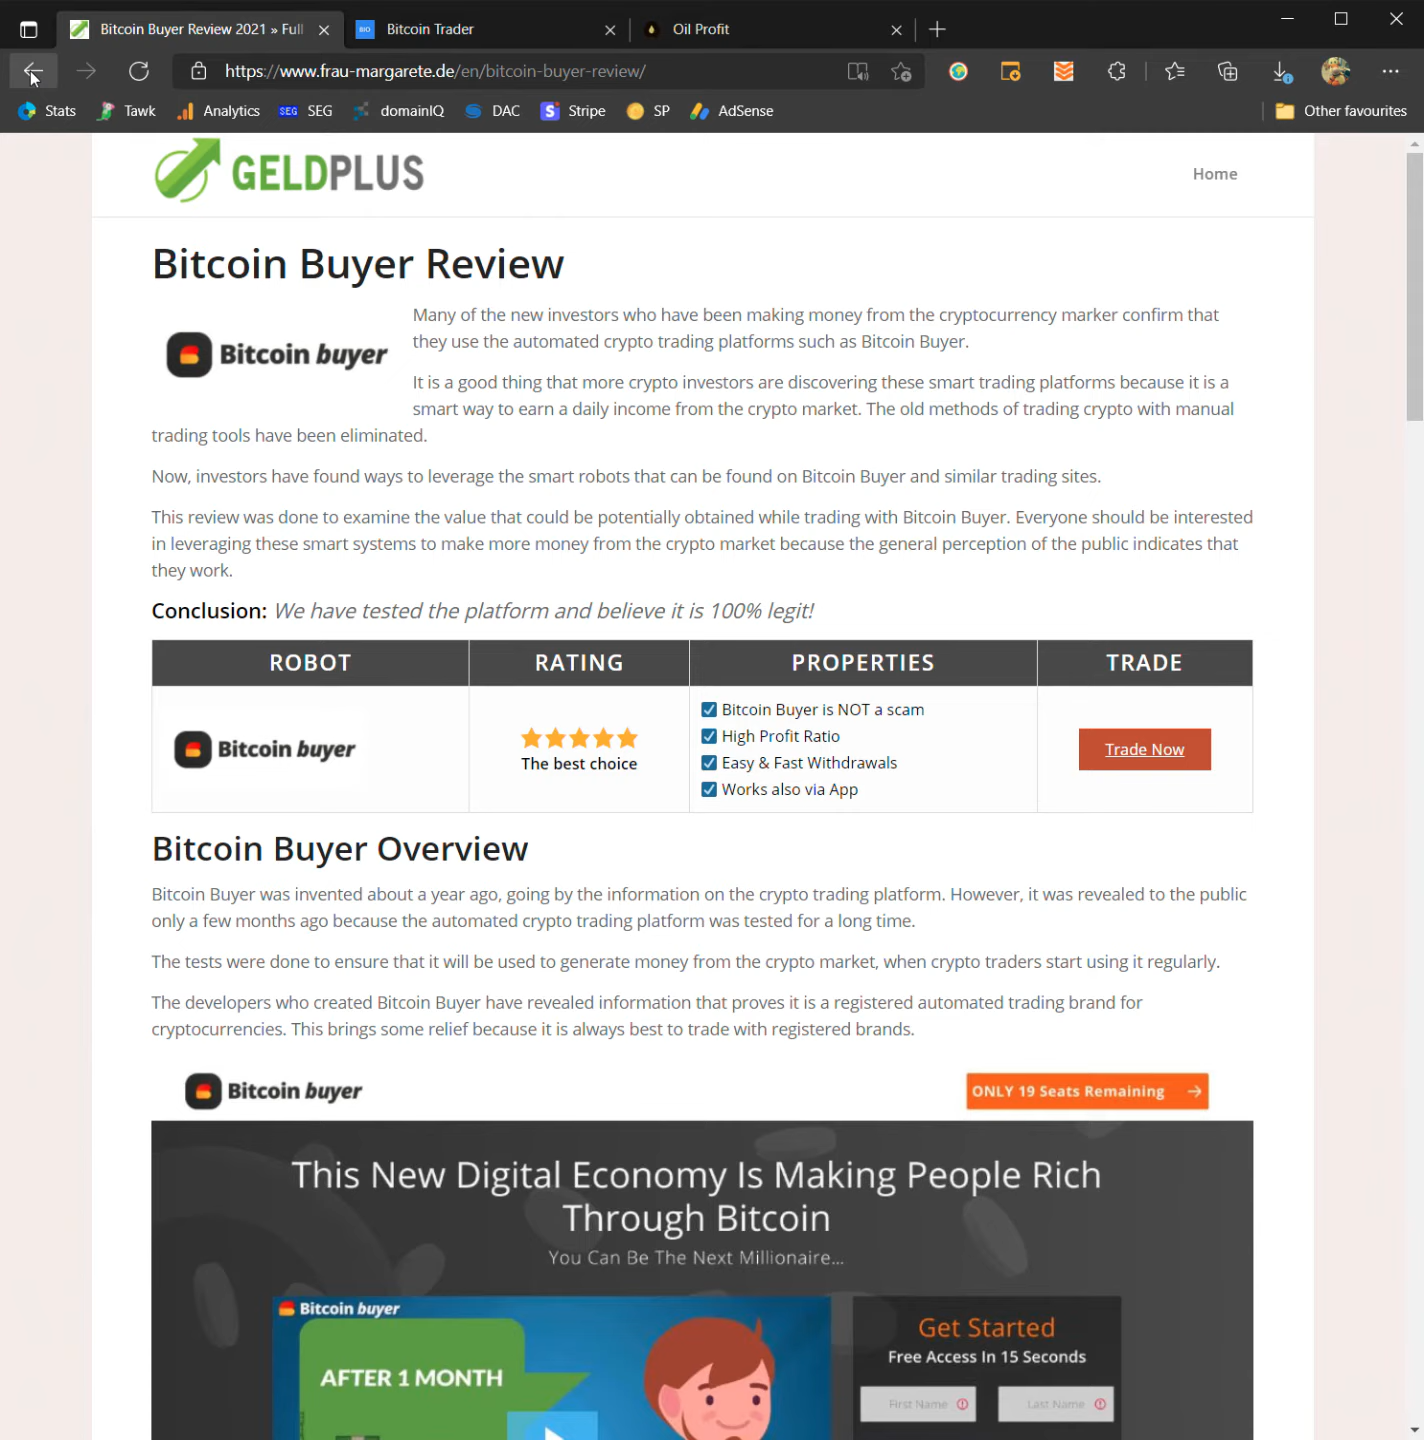 Bitcoin Buyer Review 2021 » Full
BIO
Bitcoin Trader
Oil Profit
https://www.frau-margarete.de/en/bitcoin-buyer-review/
Stats
Tawk
Analytics
SEG SEG
domainIQ
DAC
S Stripe
SP
AdSense
Other favourites
GELDPLUS
Home
Bitcoin Buyer Review
Bitcoin buyer
Many of the new investors who have been making money from the cryptocurrency marker confirm that
they use the automated crypto trading platforms such as Bitcoin Buyer.
It is a good thing that more crypto investors are discovering these smart trading platforms because it is a
smart way to earn a daily income from the crypto market. The old methods of trading crypto with manual
trading tools have been eliminated.
Now, investors have found ways to leverage the smart robots that can be found on Bitcoin Buyer and similar trading sites.
This review was done to examine the value that could be potentially obtained while trading with Bitcoin Buyer. Everyone should be interested
in leveraging these smart systems to make more money from the crypto market because the general perception of the public indicates that
they work.
Conclusion: We have tested the platform and believe it is 100% legit!
ROBOT RATING PROPERTIES TRADE
Bitcoin buyer
The best choice
Bitcoin Buyer is NOT a scam
High Profit Ratio
Easy & Fast Withdrawals
Works also via App
Trade Now
Bitcoin Buyer Overview
Bitcoin Buyer was invented about a year ago, going by the information on the crypto trading platform. However, it was revealed to the public
only a few months ago because the automated crypto trading platform was tested for a long time.
The tests were done to ensure that it will be used to generate money from the crypto market, when crypto traders start using it regularly.
The developers who created Bitcoin Buyer have revealed information that proves it is a registered automated trading brand for
cryptocurrencies. This brings some relief because it is always best to trade with registered brands.
Bitcoin buyer
ONLY 19 Seats Remaining
This New Digital Economy Is Making People Rich
Through Bitcoin
You Can Be The Next Millionaire...
Bitcoin buyer
AFTER 1 MONTH
Get Started
Free Access In 15 Seconds
First Name
Last Name